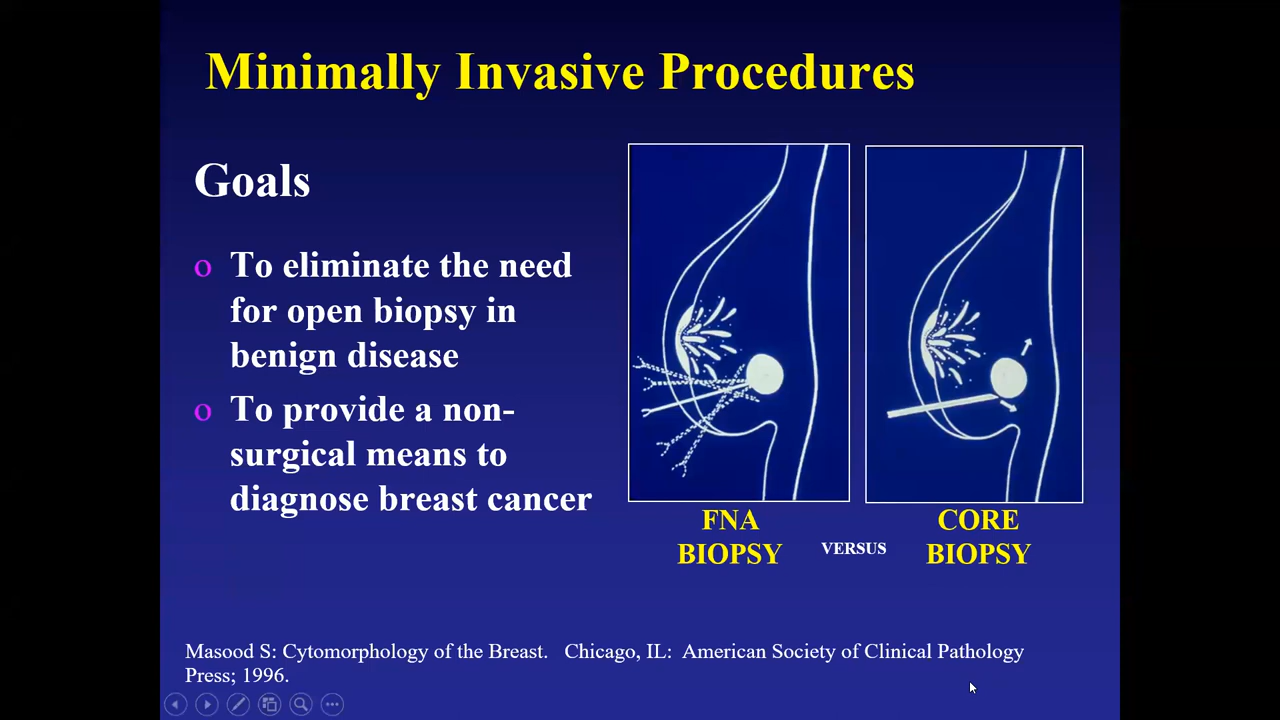 Minimally Invasive Procedures
Goals
o To eliminate the need
for open biopsy in
benign disease
o To provide a non-
surgical means to
diagnose breast cancer
FNA
BIOPSY
VERSUS
CORE
BIOPSY
Masood S: Cytomorphology of the Breast. Chicago, IL: American Society of Clinical Pathology
Press; 1996.